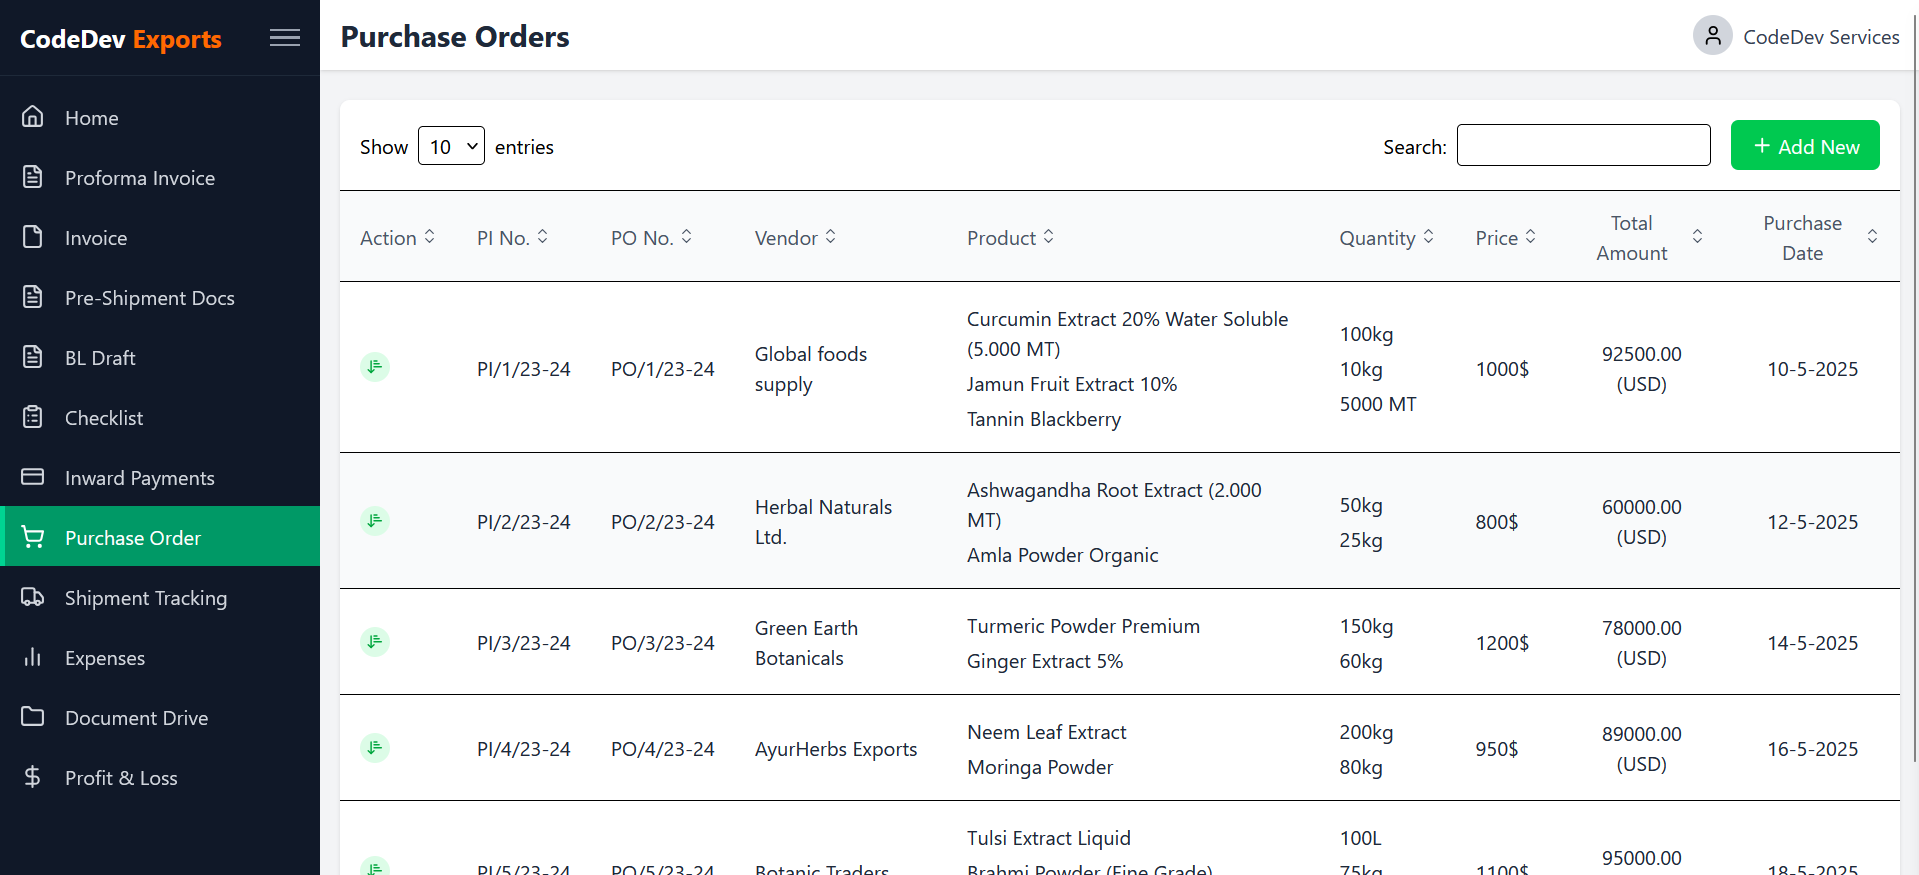 CodeDev Exports
Home
Proforma Invoice
Invoice
Pre-Shipment Docs
BL Draft
Checklist
Inward Payments
Purchase Order
Shipment Tracking
Expenses
Document Drive
Profit & Loss
Purchase Orders
CodeDev Services
Show 10 entries
Search:
+ Add New
Action PI No. PO No. Vendor Product Quantity Price Total Amount Purchase Date
PI/1/23-24
PO/1/23-24
Global foods
supply
Curcumin Extract 20% Water Soluble
(5.000 MT)
Jamun Fruit Extract 10%
Tannin Blackberry
100kg
10kg
5000 MT
1000$
92500.00
(USD)
10-5-2025
PI/2/23-24
PO/2/23-24
Herbal Naturals
Ltd.
Ashwagandha Root Extract (2.000
MT)
Amla Powder Organic
50kg
25kg
800$
60000.00
(USD)
12-5-2025
PI/3/23-24
PO/3/23-24
Green Earth
Botanicals
Turmeric Powder Premium
Ginger Extract 5%
150kg
60kg
1200$
78000.00
(USD)
14-5-2025
PI/4/23-24
PO/4/23-24
AyurHerbs Exports
Neem Leaf Extract
Moringa Powder
200kg
80kg
950$
89000.00
(USD)
16-5-2025
PI/5/23-24
PO/5/23-24
Botanic Traders
Tulsi Extract Liquid
Brahmi Powder (Fine Grade)
100L
75kg
1100$
95000.00
18-5-2025